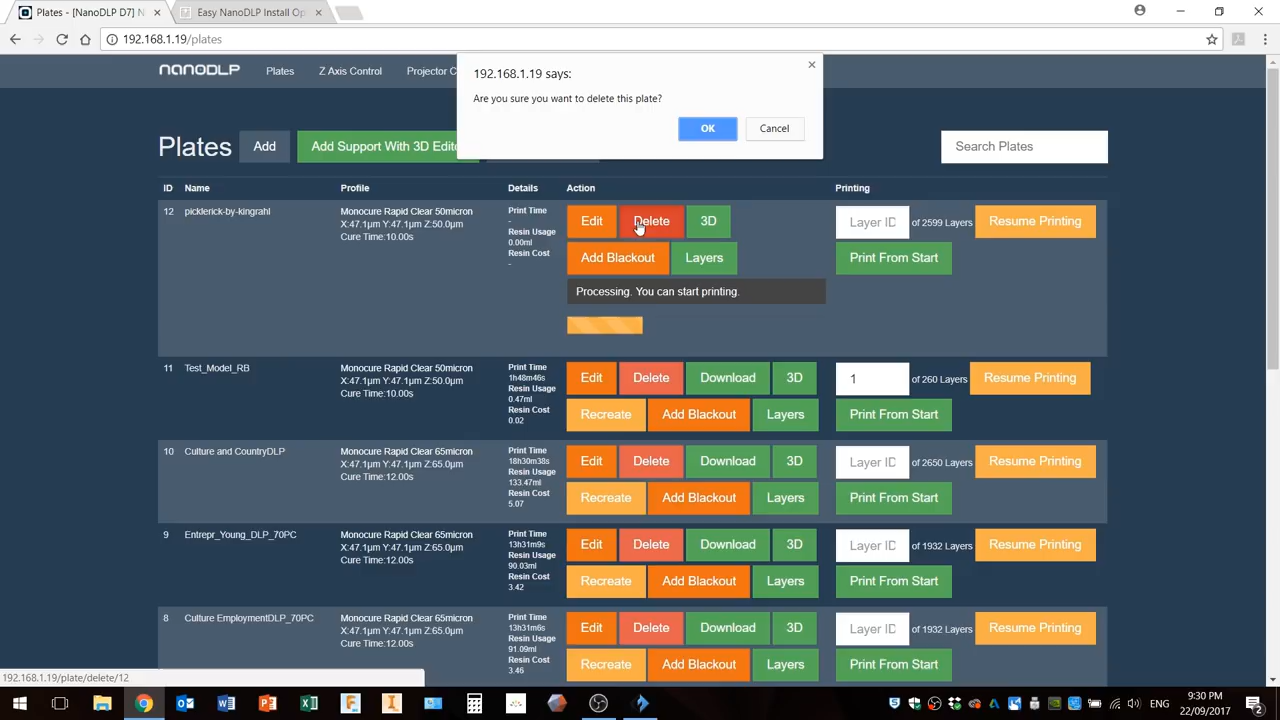 Plates - [NanoDLP D7] N
Easy NanoDLP Install Op
192.168.1.19/plates
nanoDLP
Plates
Z Axis Control
Projector C
192.168.1.19 says:
Are you sure you want to delete this plate?
OK
Cancel
Plates
Add
Add Support With 3D Edito
Search Plates
ID
Name
Profile
Details
Action
Printing
12
picklerick-by-kingrahl
Monocure Rapid Clear 50micron
X:47.1µm Y:47.1µm Z:50.0µm
Cure Time:10.00s
Print Time
-
Resin Usage
0.00ml
Resin Cost
-
Edit
Delete
3D
Add Blackout
Layers
Processing. You can start printing.
Layer ID
of 2599 Layers
Resume Printing
Print From Start
11
Test_Model_RB
Monocure Rapid Clear 50micron
X:47.1µm Y:47.1µm Z:50.0µm
Cure Time:10.00s
Print Time
1h48m46s
Resin Usage
0.47ml
Resin Cost
0.02
Edit
Delete
Download
3D
Recreate
Add Blackout
Layers
1
of 260 Layers
Resume Printing
Print From Start
10
Culture and CountryDLP
Monocure Rapid Clear 65micron
X:47.1µm Y:47.1µm Z:65.0µm
Cure Time:12.00s
Print Time
18h30m38s
Resin Usage
133.47ml
Resin Cost
5.07
Edit
Delete
Download
3D
Recreate
Add Blackout
Layers
Layer ID
of 2650 Layers
Resume Printing
Print From Start
9
Entrepr_Young_DLP_70PC
Monocure Rapid Clear 65micron
X:47.1µm Y:47.1µm Z:65.0µm
Cure Time:12.00s
Print Time
13h31m9s
Resin Usage
90.03ml
Resin Cost
3.42
Edit
Delete
Download
3D
Recreate
Add Blackout
Layers
Layer ID
of 1932 Layers
Resume Printing
Print From Start
8
Culture EmploymentDLP_70PC
Monocure Rapid Clear 65micron
X:47.1µm Y:47.1µm Z:65.0µm
Cure Time:12.00s
Print Time
13h31m6s
Resin Usage
91.09ml
Resin Cost
3.46
Edit
Delete
Download
3D
Recreate
Add Blackout
Layers
Layer ID
of 1932 Layers
Resume Printing
Print From Start
192.168.1.19/plate/delete/12
9:30 PM
22/09/2017
2